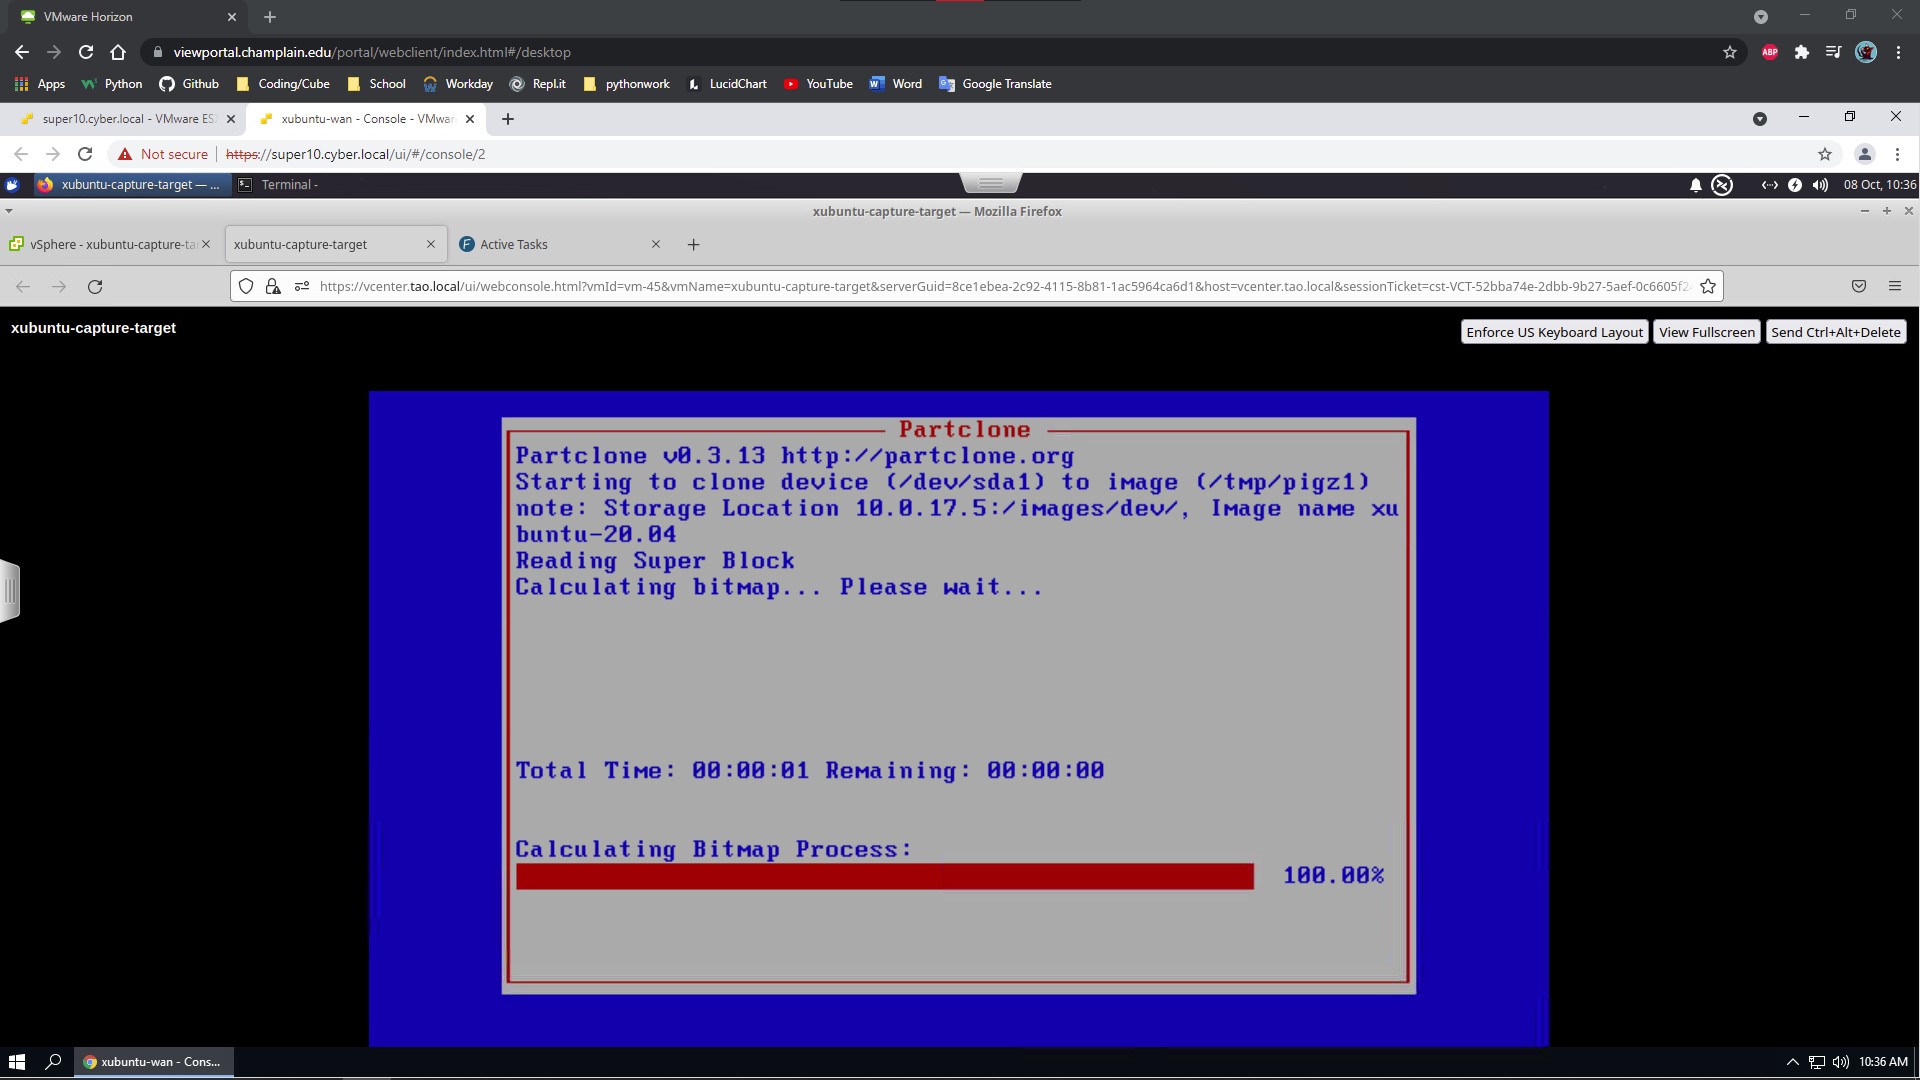 VMware Horizon
viewportal.champlain.edu/portal/webclient/index.html#/desktop
ABP
Apps Python Github Coding/Cube School Workday Repl.it pythonwork LucidChart YouTube Word Google Translate
super10.cyber.local - VMware ES
xubuntu-wan - Console - VMwar
Not secure https://super10.cyber.local/ui/#/console/2
xubuntu-capture-target — ... Terminal - 08 Oct, 10:36
xubuntu-capture-target — Mozilla Firefox
vSphere - xubuntu-capture-ta xubuntu-capture-target Active Tasks
https://vcenter.tao.local/ui/webconsole.html?vmId=vm-45&vmName=xubuntu-capture-target&serverGuid=8ce1ebea-2c92-4115-8b81-1ac5964ca6d1&host=vcenter.tao.local&sessionTicket=cst-VCT-52bba74e-2dbb-9b27-5aef-0c6605f2
xubuntu-capture-target
Enforce US Keyboard Layout View Fullscreen Send Ctrl+Alt+Delete
Partclone
Partclone v0.3.13 http://partclone.org
Starting to clone device (/dev/sda1) to image (/tmp/pigz1)
note: Storage Location 10.0.17.5:/images/dev/, Image name xu
buntu-20.04
Reading Super Block
Calculating bitmap... Please wait...
Total Time: 00:00:01 Remaining: 00:00:00
Calculating Bitmap Process:
100.00%
xubuntu-wan - Cons... 10:36 AM